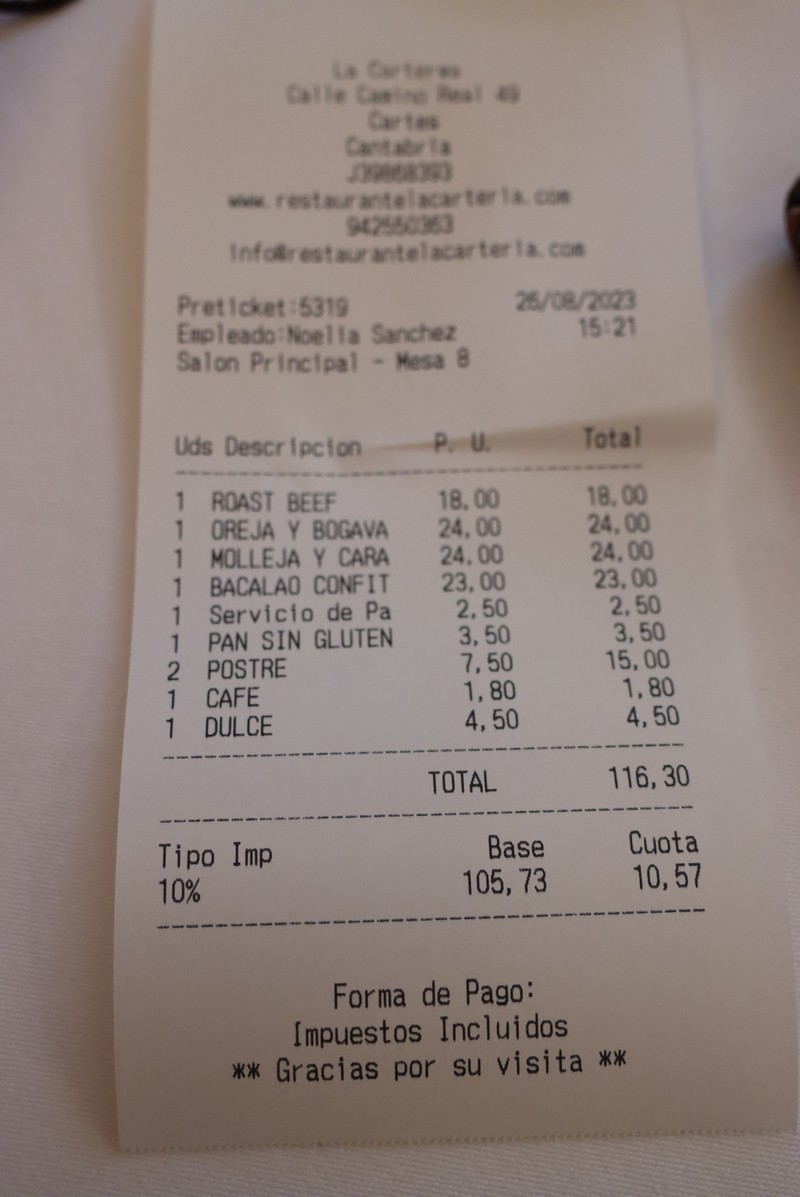 La Carteria
Calle Camino Real 49
Cartes
Cantabria
J39868393
www.restaurantelacarteria.com
942550363
info@restaurantelacarteria.com
Preticket:5319 26/08/2023
Empleado:Noelia Sanchez 15:21
Salon Principal - Mesa 8
Uds Descripcion P. U. Total
1 ROAST BEEF 18,00 18,00
1 OREJA Y BOGAVA 24,00 24,00
1 MOLLEJA Y CARA 24,00 24,00
1 BACALAO CONFIT 23,00 23,00
1 Servicio de Pa 2,50 2,50
1 PAN SIN GLUTEN 3,50 3,50
2 POSTRE 7,50 15,00
1 CAFE 1,80 1,80
1 DULCE 4,50 4,50
TOTAL 116,30
Tipo Imp Base Cuota
10% 105,73 10,57
Forma de Pago:
Impuestos Incluidos
** Gracias por su visita **